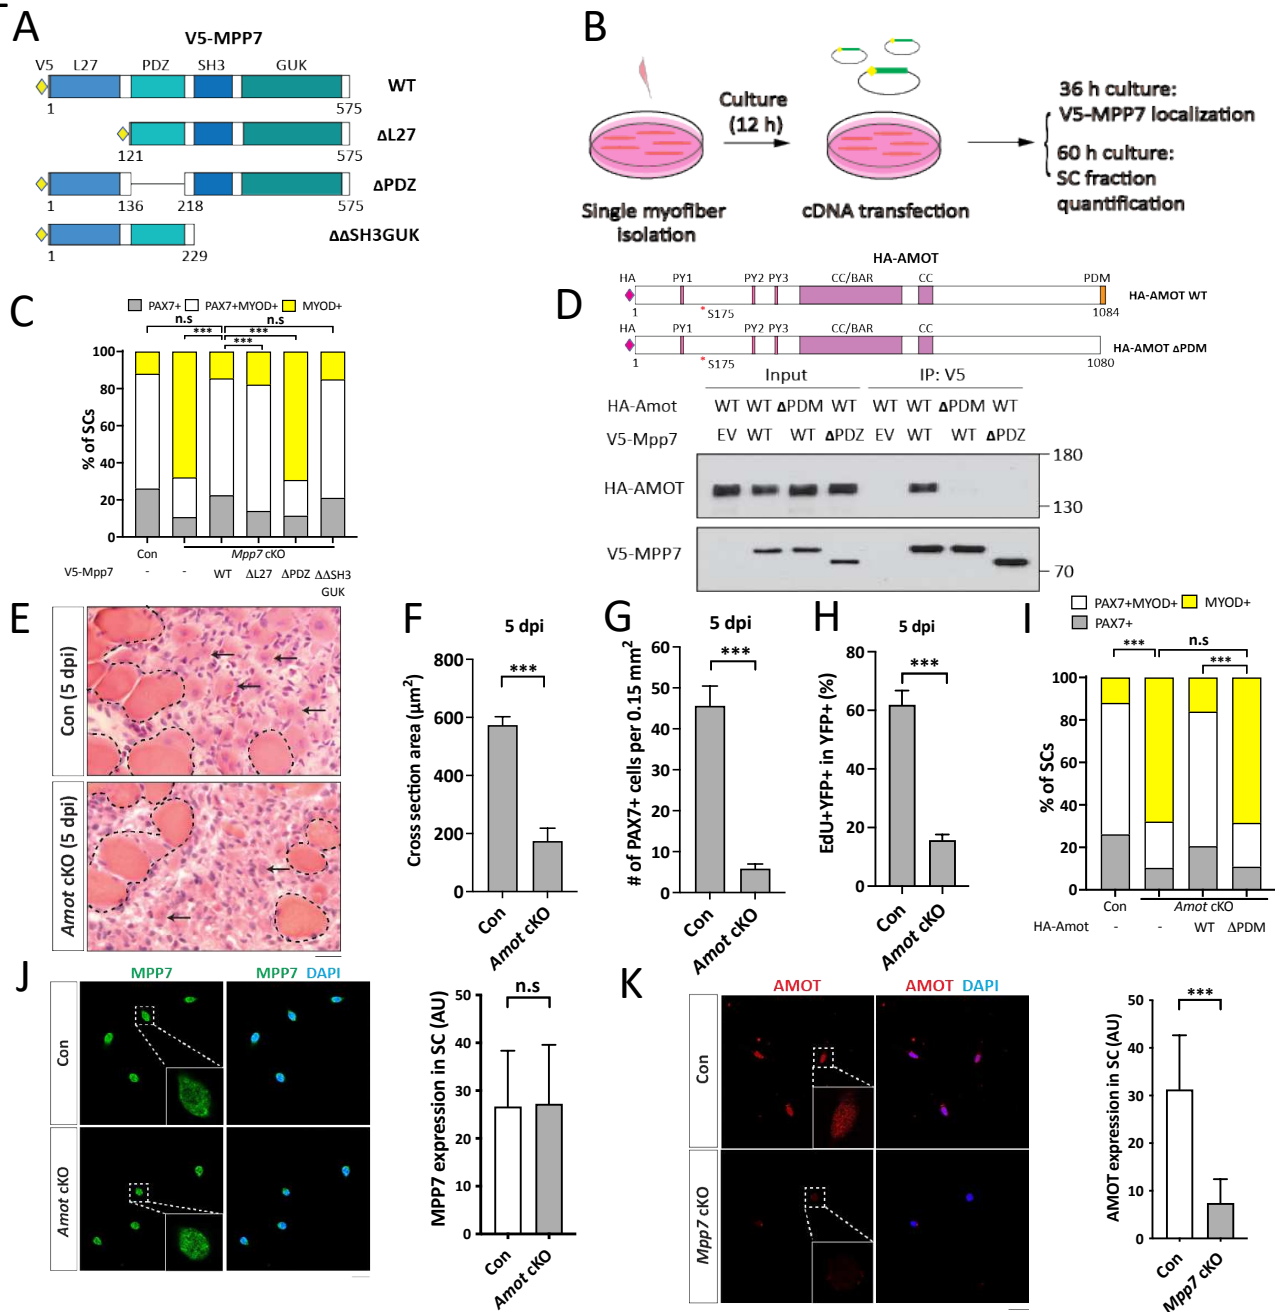 A
V5-MPP7
V5 L27 PDZ SH3 GUK
WT
1 575
ΔL27
121 575
ΔPDZ
1 136 218 575
ΔΔSH3GUK
1 229
B
Culture
(12 h)
Single myofiber
isolation
cDNA transfection
36 h culture:
V5-MPP7 localization
60 h culture:
SC fraction
quantification
C
PAX7+ PAX7+MYOD+ MYOD+
n.s n.s
*** ***
***
% of SCs
100
80
60
40
20
0
Con Mpp7 cKO
V5-Mpp7 - - WT ΔL27 ΔPDZ ΔΔSH3
GUK
D
HA-AMOT
HA PY1 PY2 PY3 CC/BAR CC PDM
HA-AMOT WT
1 * S175 1084
HA PY1 PY2 PY3 CC/BAR CC
HA-AMOT ΔPDM
1 * S175 1080
Input IP: V5
HA-Amot WT WT ΔPDM WT WT WT ΔPDM WT
V5-Mpp7 EV WT WT ΔPDZ EV WT WT ΔPDZ
180
HA-AMOT
130
V5-MPP7
70
E
Con (5 dpi)
Amot cKO (5 dpi)
F
5 dpi
***
Cross section area (μm²)
800
600
400
200
0
Con Amot cKO
G
5 dpi
***
# of PAX7+ cells per 0.15 mm²
60
50
40
30
20
10
0
Con Amot cKO
H
5 dpi
***
EdU+YFP+ in YFP+ (%)
80
60
40
20
0
Con Amot cKO
I
PAX7+MYOD+ MYOD+
PAX7+
*** n.s
***
% of SCs
100
80
60
40
20
0
Con Amot cKO
HA-Amot - - WT ΔPDM
J
MPP7 MPP7 DAPI
Con
Amot cKO
n.s
MPP7 expression in SC (AU)
50
40
30
20
10
0
Con Amot cKO
K
AMOT AMOT DAPI
Con
Mpp7 cKO
***
AMOT expression in SC (AU)
50
40
30
20
10
0
Con Mpp7 cKO